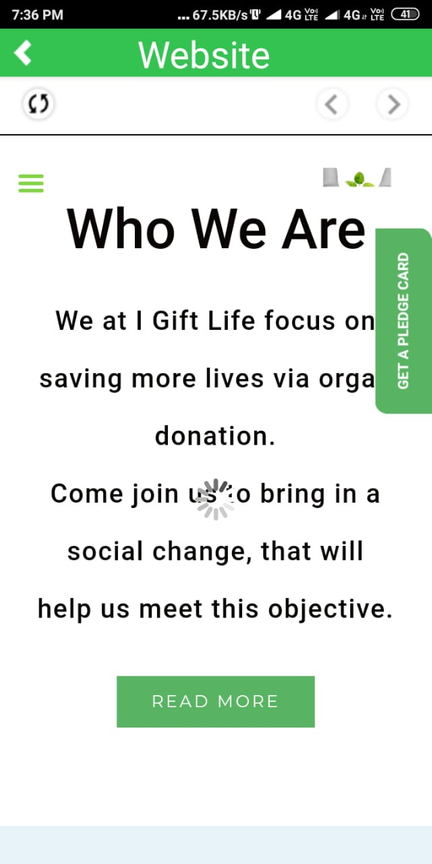 7:36 PM ... 67.5KB/s 4G Vo) LTE 4G Vo) LTE 41
Website
Who We Are
GET A PLEDGE CARD
We at I Gift Life focus on
saving more lives via orga
donation.
Come join us to bring in a
social change, that will
help us meet this objective.
READ MORE